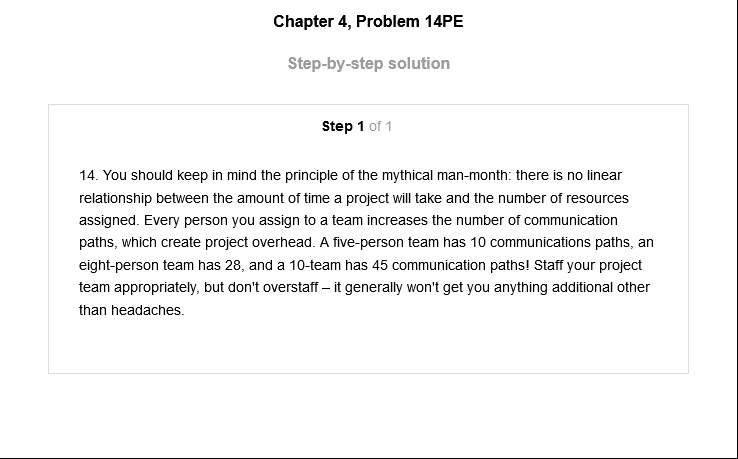 Chapter 4, Problem 14PE
Step-by-step solution
Step 1 of 1
14. You should keep in mind the principle of the mythical man-month: there is no linear
relationship between the amount of time a project will take and the number of resources
assigned. Every person you assign to a team increases the number of communication
paths, which create project overhead. A five-person team has 10 communications paths, an
eight-person team has 28, and a 10-team has 45 communication paths! Staff your project
team appropriately, but don't overstaff – it generally won't get you anything additional other
than headaches.